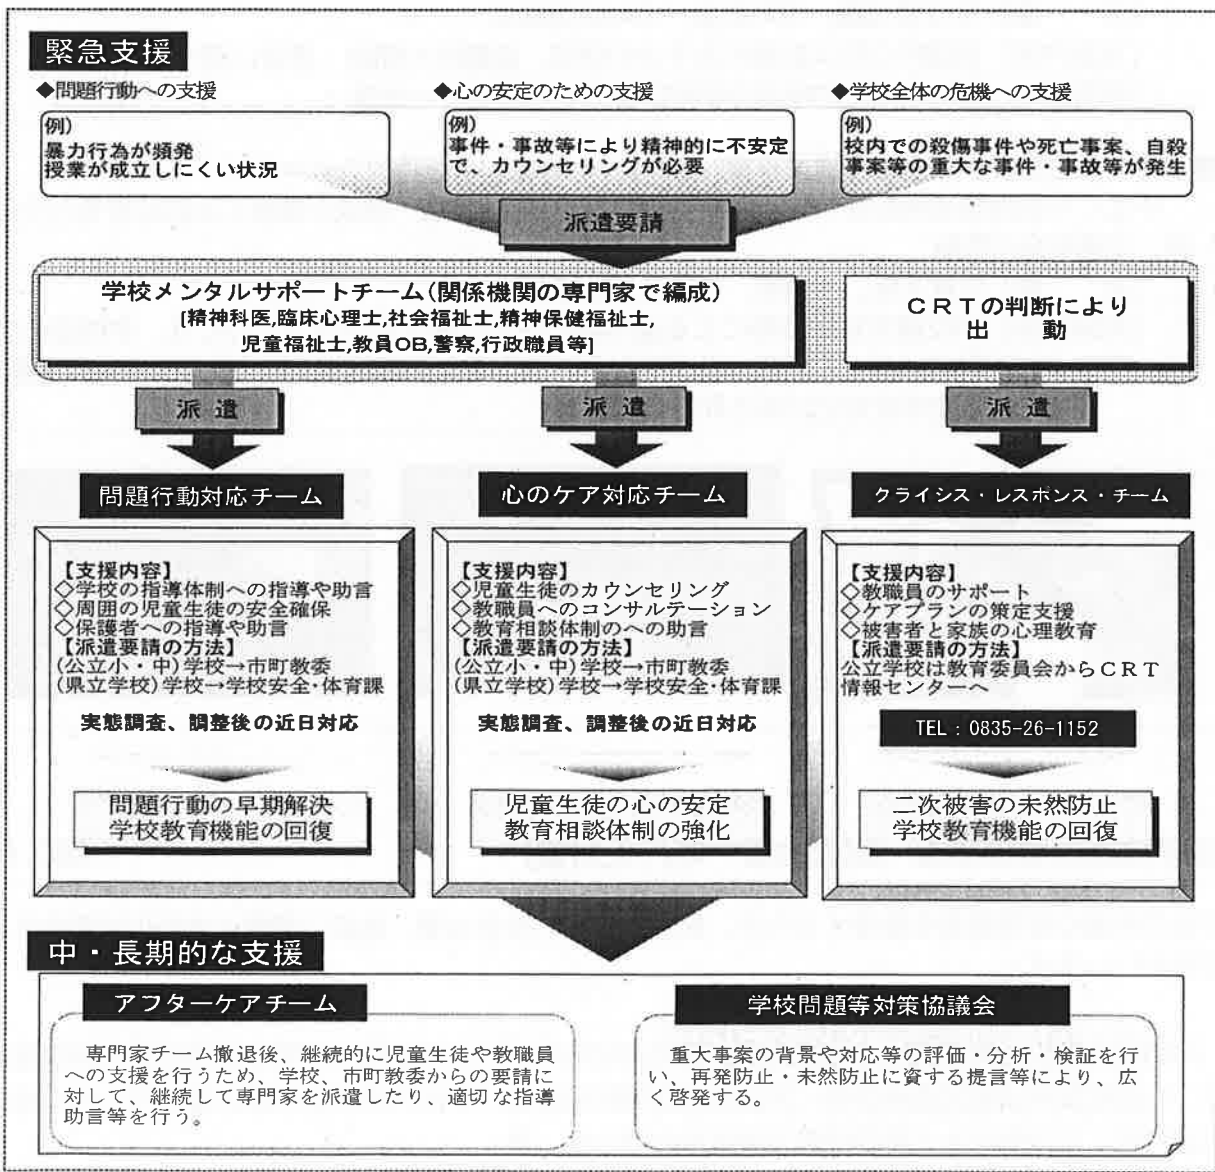 緊急支援
◆問題行動への支援
例)
暴力行為が頻発
授業が成立しにくい状況
◆心の安定のための支援
例)
事件・事故等により精神的に不安定
で、カウンセリングが必要
◆学校全体の危機への支援
例)
校内での殺傷事件や死亡事案、自殺
事案等の重大な事件・事故等が発生
派遣要請
学校メンタルサポートチーム(関係機関の専門家で編成)
[精神科医,臨床心理士,社会福祉士,精神保健福祉士,
児童福祉士,教員OB,警察,行政職員等]
CRTの判断により
出 動
派 遣
派 遣
派 遣
問題行動対応チーム
【支援内容】
◇学校の指導体制への指導や助言
◇周囲の児童生徒の安全確保
◇保護者への指導や助言
【派遣要請の方法】
(公立小・中)学校→市町教委
(県立学校)学校→学校安全・体育課
実態調査、調整後の近日対応
問題行動の早期解決
学校教育機能の回復
心のケア対応チーム
【支援内容】
◇児童生徒のカウンセリング
◇教職員へのコンサルテーション
◇教育相談体制のへの助言
【派遣要請の方法】
(公立小・中)学校→市町教委
(県立学校)学校→学校安全・体育課
実態調査、調整後の近日対応
児童生徒の心の安定
教育相談体制の強化
クライシス・レスポンス・チーム
【支援内容】
◇教職員のサポート
◇ケアプランの策定支援
◇被害者と家族の心理教育
【派遣要請の方法】
公立学校は教育委員会からCRT
情報センターへ
TEL：0835-26-1152
二次被害の未然防止
学校教育機能の回復
中・長期的な支援
アフターケアチーム
専門家チーム撤退後、継続的に児童生徒や教職員
への支援を行うため、学校、市町教委からの要請に
対して、継続して専門家を派遣したり、適切な指導
助言等を行う。
学校問題等対策協議会
重大事案の背景や対応等の評価・分析・検証を行
い、再発防止・未然防止に資する提言等により、広
く啓発する。